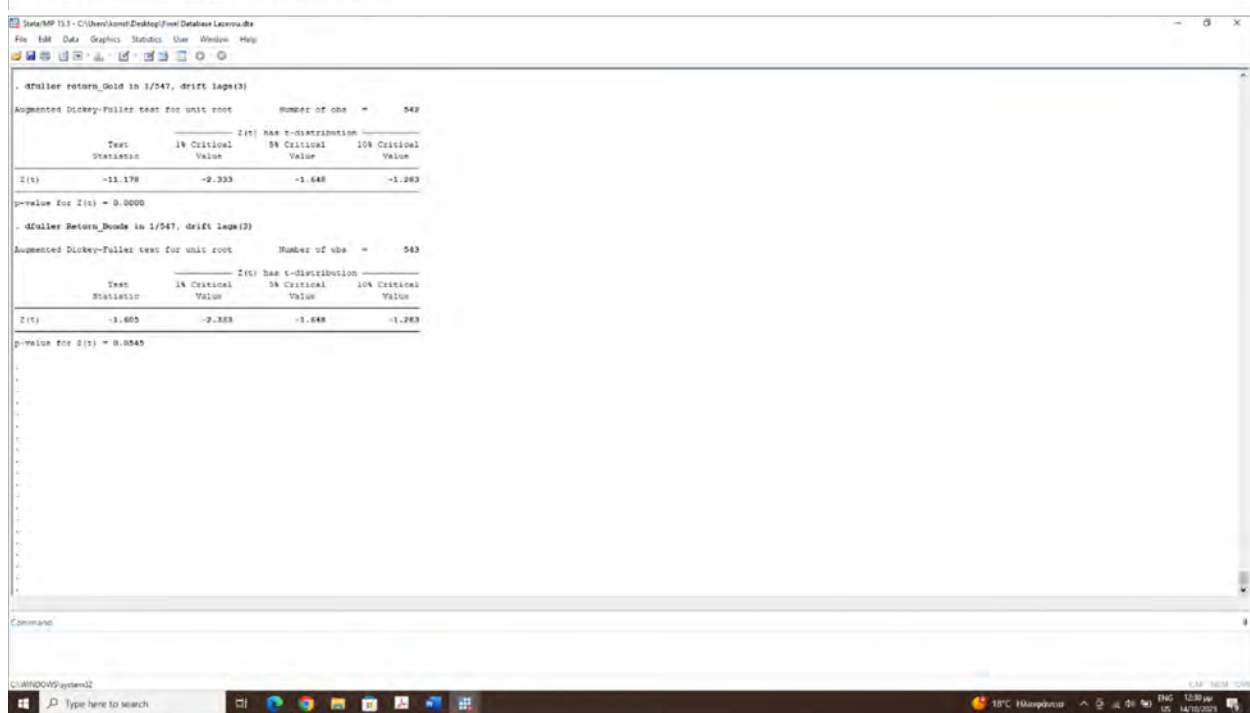 Stata/MP 15.1 - C:\Users\konst\Desktop\Final Database Lazarou.dta
File Edit Data Graphics Statistics User Window Help
. dfuller return_Gold in 1/547, drift lags(3)
Augmented Dickey-Fuller test for unit root Number of obs = 542
Z(t) has t-distribution
Test 1% Critical 5% Critical 10% Critical
Statistic Value Value Value
Z(t) -11.178 -2.333 -1.648 -1.283
p-value for Z(t) = 0.0000
. dfuller Return_Bonds in 1/547, drift lags(3)
Augmented Dickey-Fuller test for unit root Number of obs = 543
Z(t) has t-distribution
Test 1% Critical 5% Critical 10% Critical
Statistic Value Value Value
Z(t) -1.605 -2.333 -1.648 -1.283
p-value for Z(t) = 0.0545
Command
C:\WINDOWS\system32
CAP NUM OVR
Type here to search
18°C Ηλιοφάνεια
ENG 12:30 μμ
US 14/10/2023